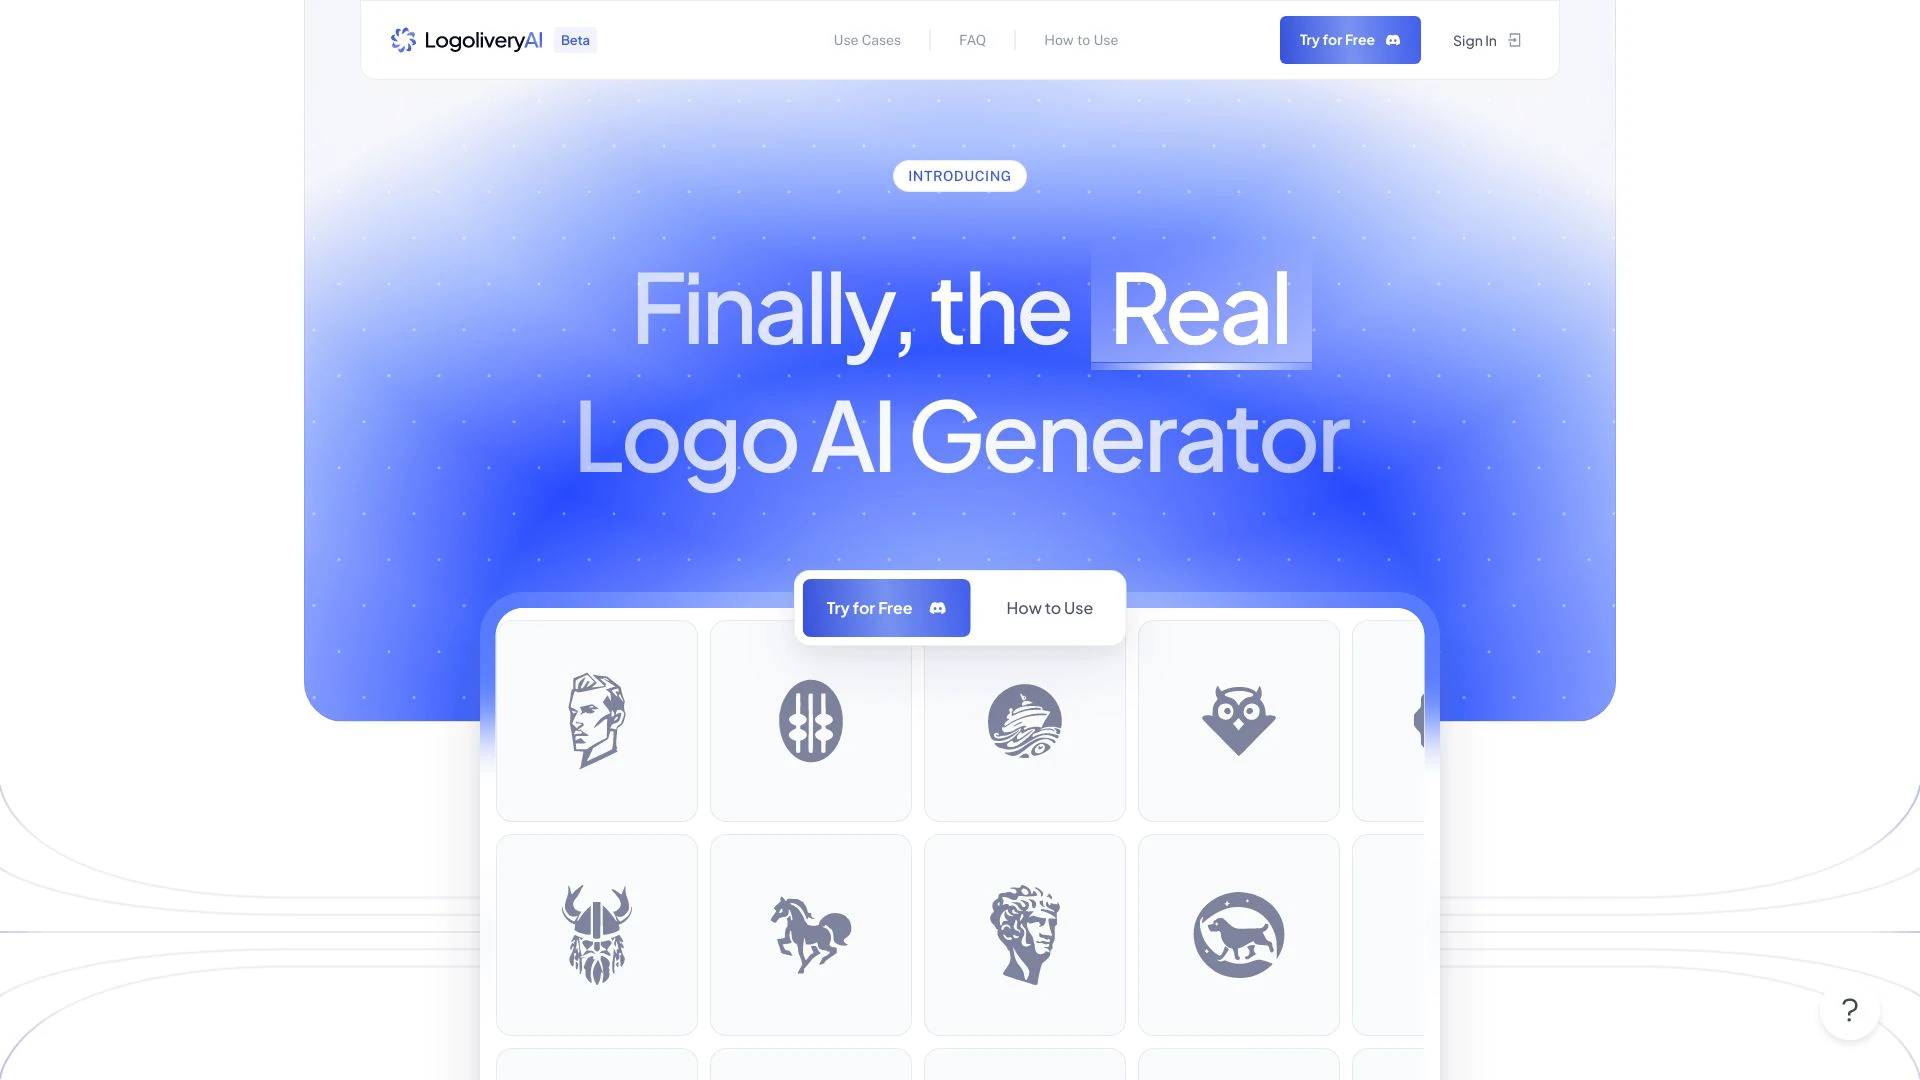 LogoliveryAI Beta
Use Cases
FAQ
How to Use
Try for Free
Sign In
INTRODUCING
Finally, the Real
Logo AI Generator
Try for Free
How to Use
?